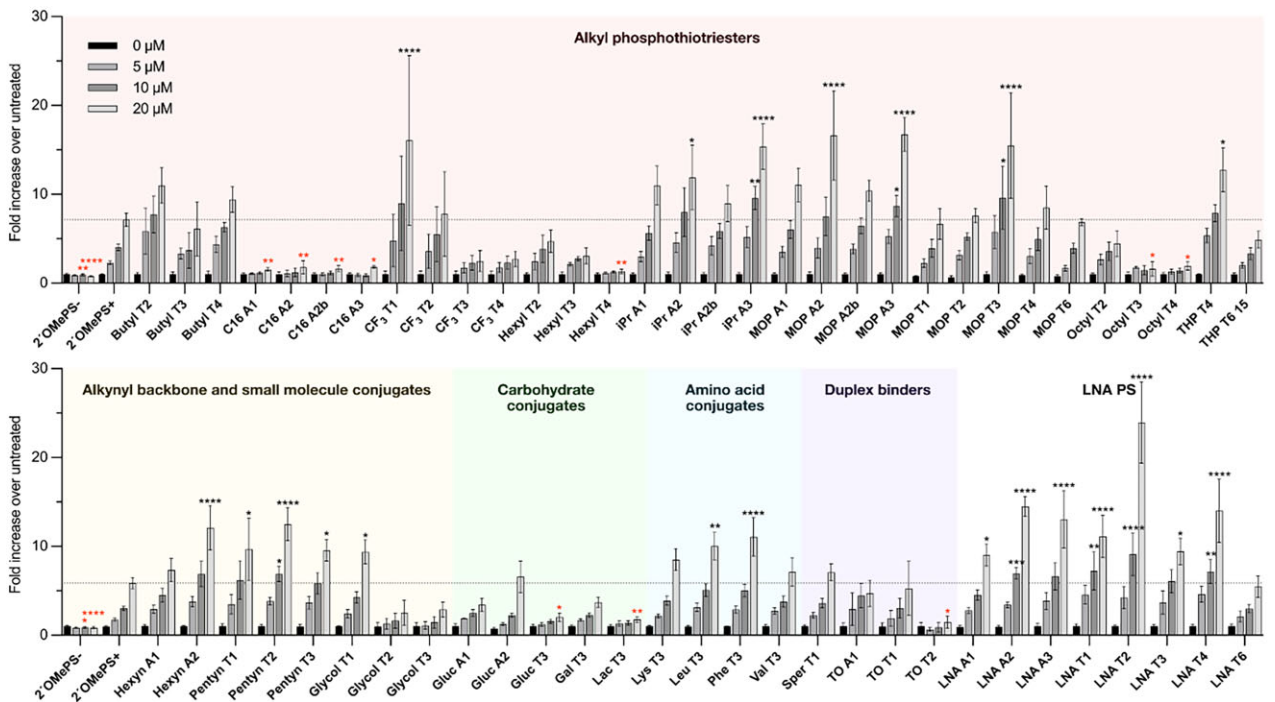 30
20
10
0
Fold increase over untreated
Alkyl phosphothiotriesters
0 µM
5 µM
10 µM
20 µM
** **** ** ** ** * **** ** * ** **** **** * **** * **** * * *
2´OMePS-
2´OMePS+
Butyl T2
Butyl T3
Butyl T4
C16 A1
C16 A2
C16 A2b
C16 A3
CF3 T1
CF3 T2
CF3 T3
CF3 T4
Hexyl T2
Hexyl T3
Hexyl T4
iPr A1
iPr A2
iPr A2b
iPr A3
MOP A1
MOP A2
MOP A2b
MOP A3
MOP T1
MOP T2
MOP T3
MOP T4
MOP T6
Octyl T2
Octyl T3
Octyl T4
THP T4
THP T6 15
30
20
10
0
Fold increase over untreated
Alkynyl backbone and small molecule conjugates
Carbohydrate
conjugates
Amino acid
conjugates
Duplex binders
LNA PS
* **** **** * * **** * * * ** ** **** * * *** **** **** ** **** **** **** * ** ****
2´OMePS-
2´OMePS+
Hexyn A1
Hexyn A2
Pentyn T1
Pentyn T2
Pentyn T3
Glycol T1
Glycol T2
Glycol T3
Gluc A1
Gluc A2
Gluc T3
Gal T3
Lac T3
Lys T3
Leu T3
Phe T3
Val T3
Sper T1
TO A1
TO T1
TO T2
LNA A1
LNA A2
LNA A3
LNA T1
LNA T2
LNA T3
LNA T4
LNA T6